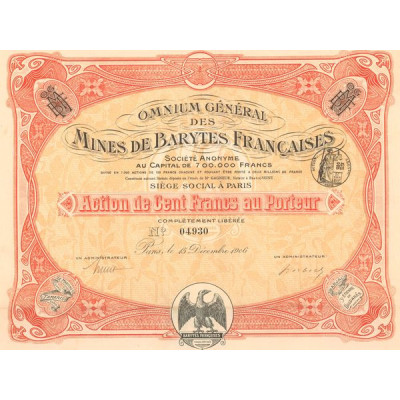 OMNIUM GÉNÉRAL
DES
MINES DE BARYTES FRANÇAISES
SOCIÉTÉ ANONYME
AU CAPITAL DE 700.000 FRANCS
SIÈGE SOCIAL À PARIS
Action de Cent Francs au Porteur
COMPLÈTEMENT LIBÉRÉE
No 04930
Paris, le 15 Décembre 1906
UN ADMINISTRATEUR:
UN ADMINISTRATEUR:
BARYTES FRANÇAISES